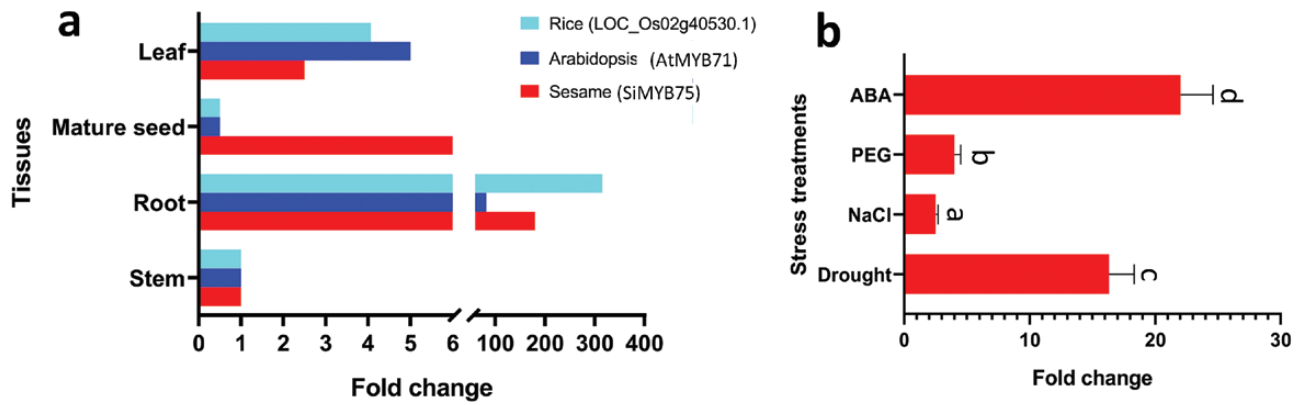 a
Rice (LOC_Os02g40530.1)
Arabidopsis (AtMYB71)
Sesame (SiMYB75)
Tissues
Leaf
Mature seed
Root
Stem
0 1 2 3 4 5 6 100 200 300 400
Fold change
b
Stress treatments
ABA
PEG
NaCl
Drought
d
b
a
c
0 10 20 30
Fold change